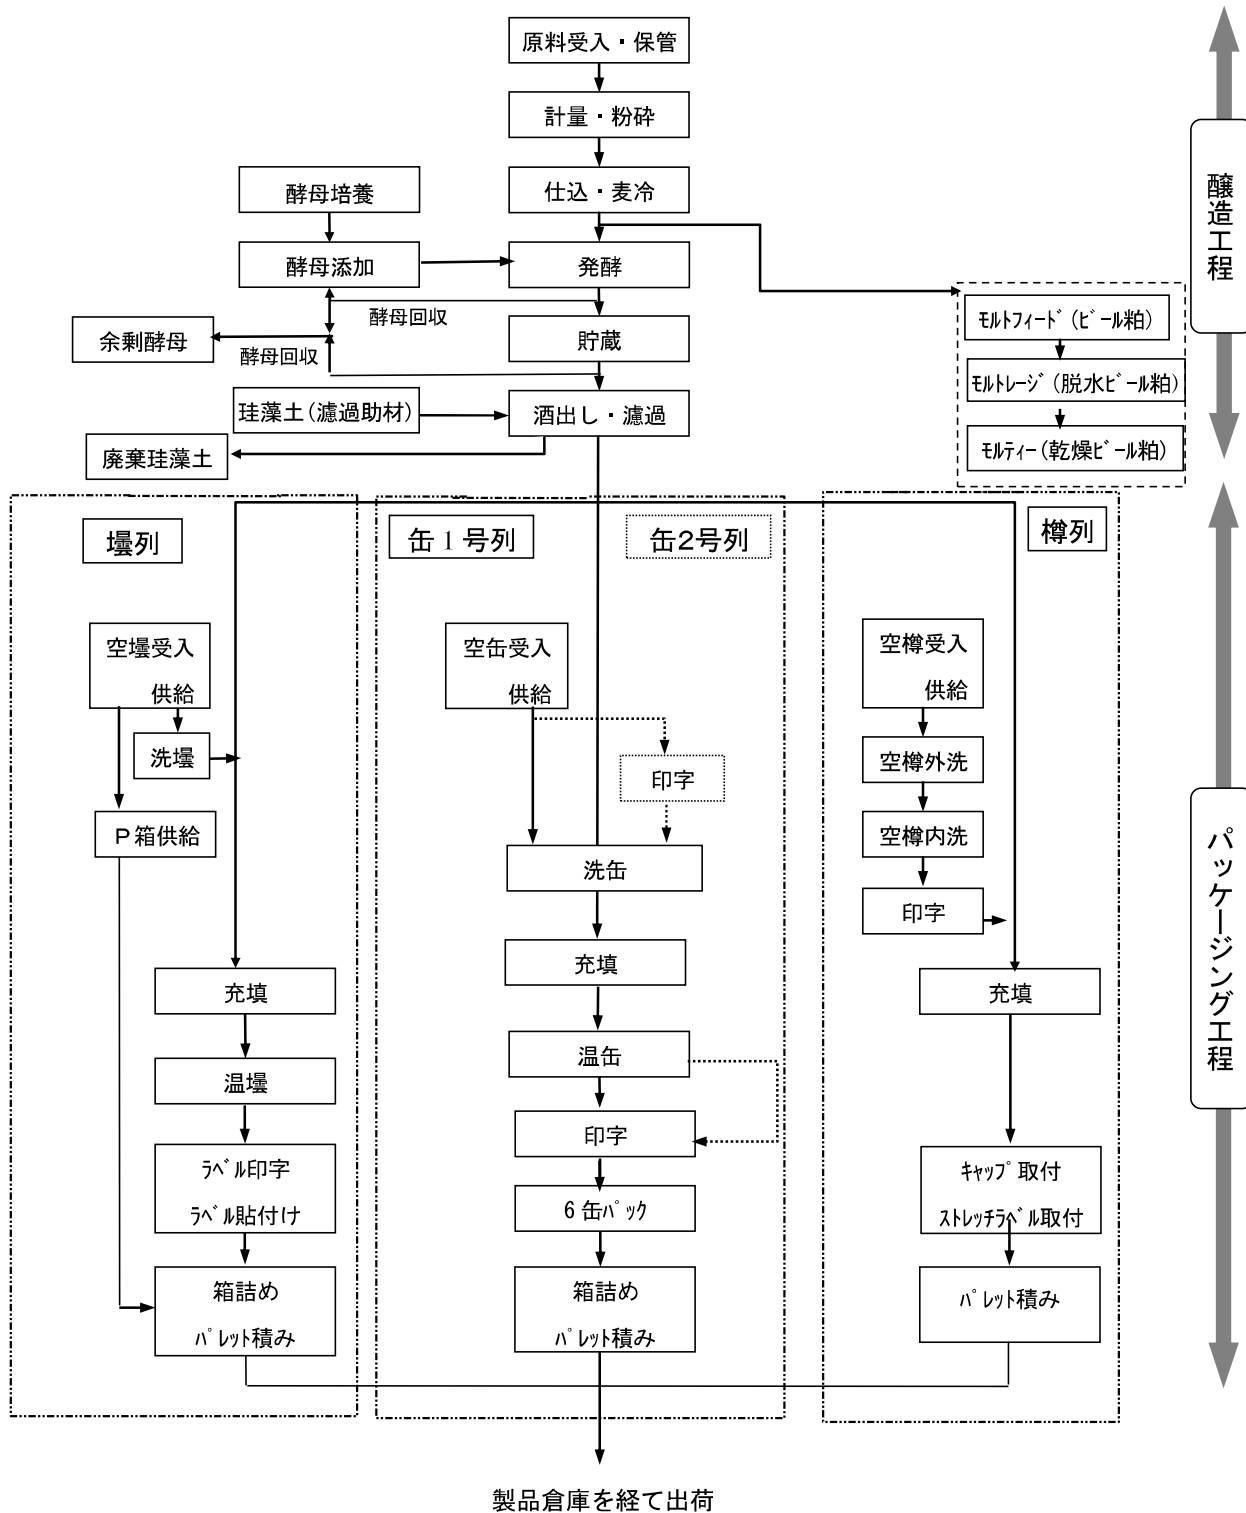 原料受入・保管
計量・粉砕
仕込・麦冷
酵母培養
酵母添加
発酵
酵母回収
余剰酵母
酵母回収
貯蔵
珪藻土(濾過助材)
酒出し・濾過
廃棄珪藻土
ﾓﾙﾄフィード(ﾋﾞｰﾙ粕)
ﾓﾙﾄﾚｰｼﾞ(脱水ﾋﾞｰﾙ粕)
ﾓﾙﾃｨｰ(乾燥ﾋﾞｰﾙ粕)
醸造工程
壜列
缶１号列
缶2号列
樽列
空壜受入
供給
洗壜
Ｐ箱供給
充填
温壜
ﾗﾍﾞﾙ印字
ﾗﾍﾞﾙ貼付け
箱詰め
ﾊﾟﾚｯﾄ積み
空缶受入
供給
印字
洗缶
充填
温缶
印字
6缶ﾊﾟｯｸ
箱詰め
ﾊﾟﾚｯﾄ積み
空樽受入
供給
空樽外洗
空樽内洗
印字
充填
ｷｬｯﾌﾟ取付
ｽﾄﾚｯﾁﾗﾍﾞﾙ取付
ﾊﾟﾚｯﾄ積み
パッケージング工程
製品倉庫を経て出荷